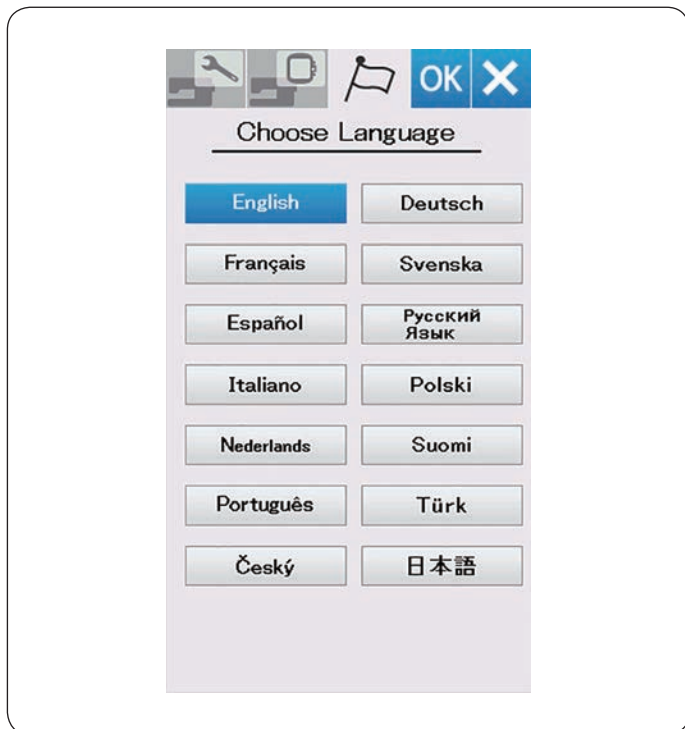 OK
Choose Language
English
Deutsch
Français
Svenska
Español
Русский
Язык
Italiano
Polski
Nederlands
Suomi
Português
Türk
Český
日本語